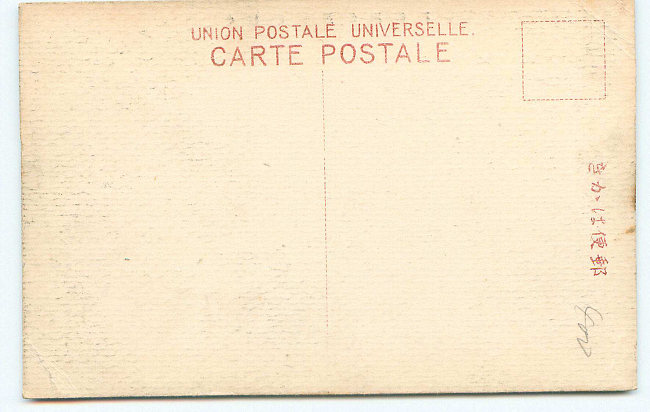 UNION POSTALE UNIVERSELLE.
CARTE POSTALE
郵便はかき